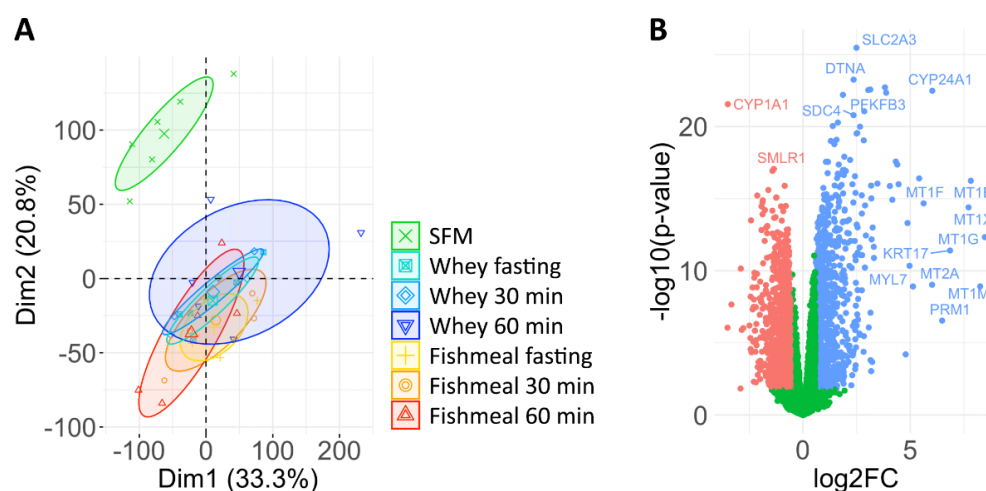 A
Dim2 (20.8%)
100
50
0
-50
-100
-100
0
100
200
Dim1 (33.3%)
SFM
Whey fasting
Whey 30 min
Whey 60 min
Fishmeal fasting
Fishmeal 30 min
Fishmeal 60 min
B
-log10(p-value)
20
10
0
0
5
log2FC
SLC2A3
DTNA
CYP24A1
CYP1A1
SDC4
PFKFB3
SMLR1
MT1F
MT1X
MT1G
KRT17
MYL7
MT2A
MT1M
PRM1